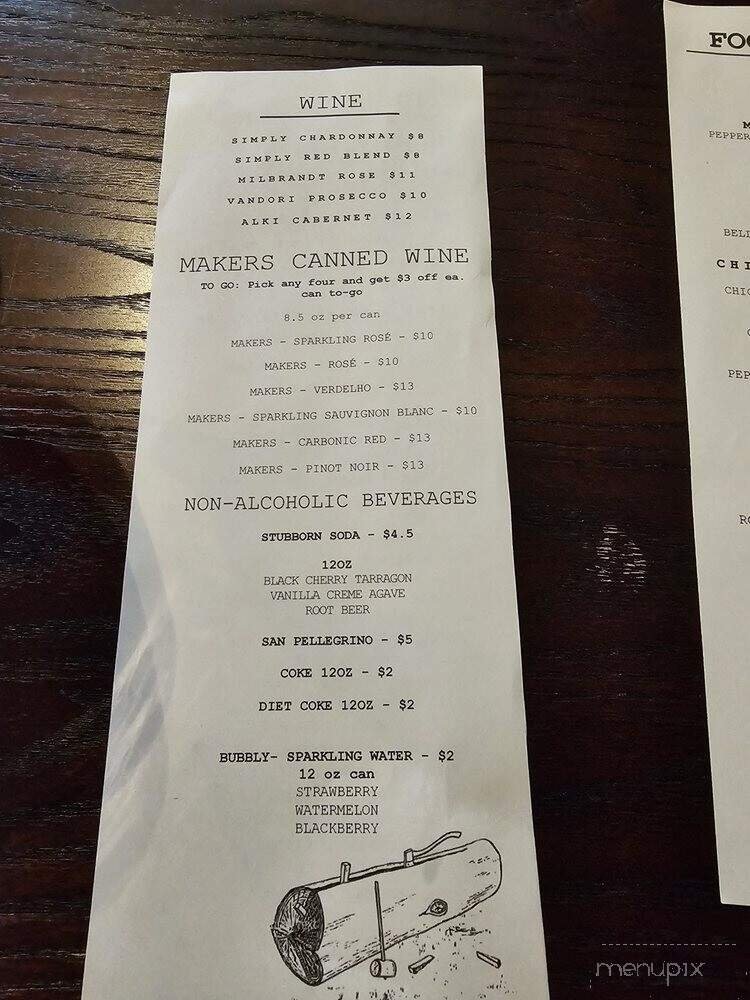 WINE
SIMPLY CHARDONNAY $8
SIMPLY RED BLEND $8
MILBRANDT ROSE $11
VANDORI PROSECCO $10
ALKI CABERNET $12
MAKERS CANNED WINE
TO GO: Pick any four and get $3 off ea.
can to-go
8.5 oz per can
MAKERS - SPARKLING ROSÉ - $10
MAKERS - ROSÉ - $10
MAKERS - VERDELHO - $13
MAKERS - SPARKLING SAUVIGNON BLANC - $10
MAKERS - CARBONIC RED - $13
MAKERS - PINOT NOIR - $13
NON-ALCOHOLIC BEVERAGES
STUBBORN SODA - $4.5
12OZ
BLACK CHERRY TARRAGON
VANILLA CREME AGAVE
ROOT BEER
SAN PELLEGRINO - $5
COKE 12OZ - $2
DIET COKE 12OZ - $2
BUBBLY- SPARKLING WATER - $2
12 oz can
STRAWBERRY
WATERMELON
BLACKBERRY
menupix